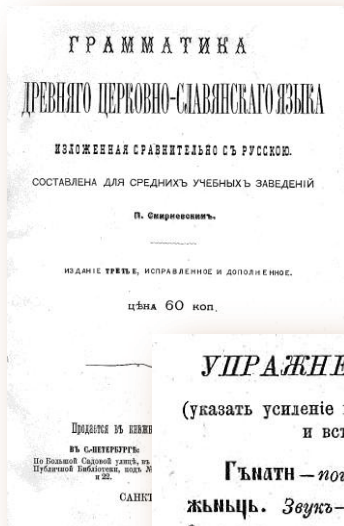 ГРАММАТИКА
ДРЕВНЯГО ЦЕРКОВНО-СЛАВЯНСКАГО ЯЗЫКА
ИЗЛОЖЕННАЯ СРАВНИТЕЛЬНО СЪ РУССКОЮ.
СОСТАВЛЕНА ДЛЯ СРЕДНИХЪ УЧЕБНЫХЪ ЗАВЕДЕНІЙ
П. Смирновскимъ.
ИЗДАНІЕ ТРЕТЬЕ, ИСПРАВЛЕННОЕ И ДОПОЛНЕННОЕ.
цѣна 60 коп.
Продается въ
ВЪ С.-ПЕТЕРБУРГѢ:
По Большой Садовой улицѣ, въ
Публичной Библіотеки, подъ №
и 22.
САНКТ
УПРАЖНЕ
(указать усиленіе
и вст
Гънати — пог
жьньць. Звукъ —